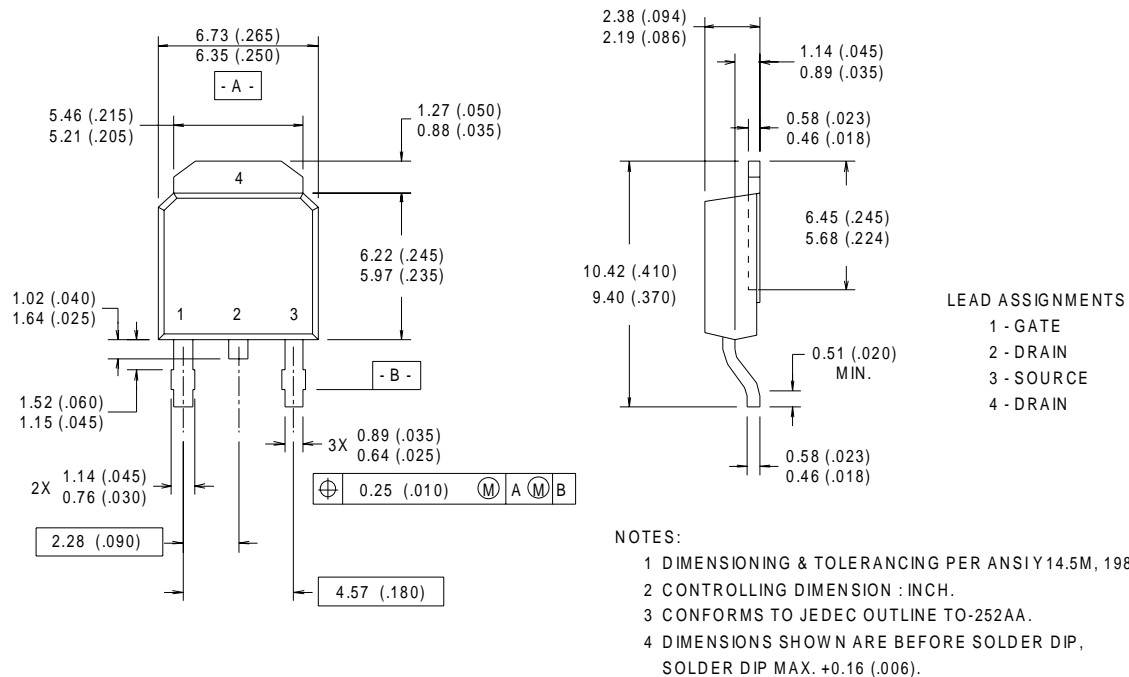 6.73 (.265)
6.35 (.250)
- A -
5.46 (.215)
5.21 (.205)
1.27 (.050)
0.88 (.035)
4
6.22 (.245)
5.97 (.235)
1.02 (.040)
1.64 (.025)
1 2 3
- B -
1.52 (.060)
1.15 (.045)
3X 0.89 (.035)
0.64 (.025)
2X 1.14 (.045)
0.76 (.030)
0.25 (.010) M A M B
2.28 (.090)
4.57 (.180)
2.38 (.094)
2.19 (.086)
1.14 (.045)
0.89 (.035)
0.58 (.023)
0.46 (.018)
6.45 (.245)
5.68 (.224)
10.42 (.410)
9.40 (.370)
0.51 (.020)
MIN.
0.58 (.023)
0.46 (.018)
LEAD ASSIGNMENTS
1 - GATE
2 - DRAIN
3 - SOURCE
4 - DRAIN
NOTES:
1 DIMENSIONING & TOLERANCING PER ANSI Y14.5M, 198
2 CONTROLLING DIMENSION : INCH.
3 CONFORMS TO JEDEC OUTLINE TO-252AA.
4 DIMENSIONS SHOWN ARE BEFORE SOLDER DIP,
SOLDER DIP MAX. +0.16 (.006).